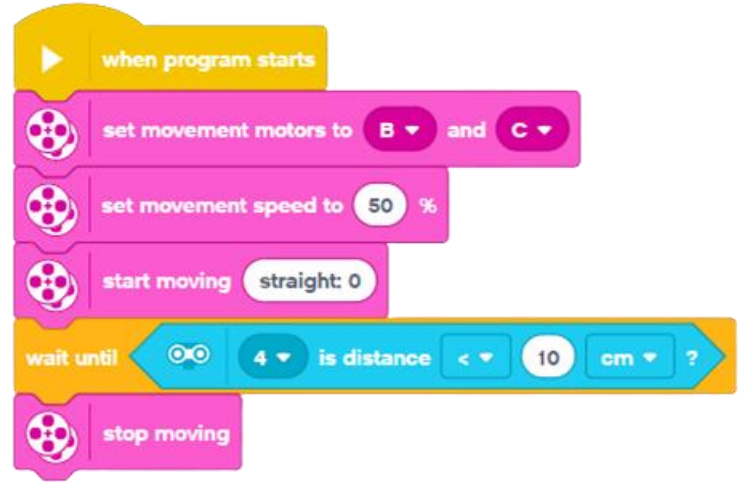 when program starts
set movement motors to B and C
set movement speed to 50 %
start moving straight: 0
wait until 4 is distance < 10 cm ?
stop moving